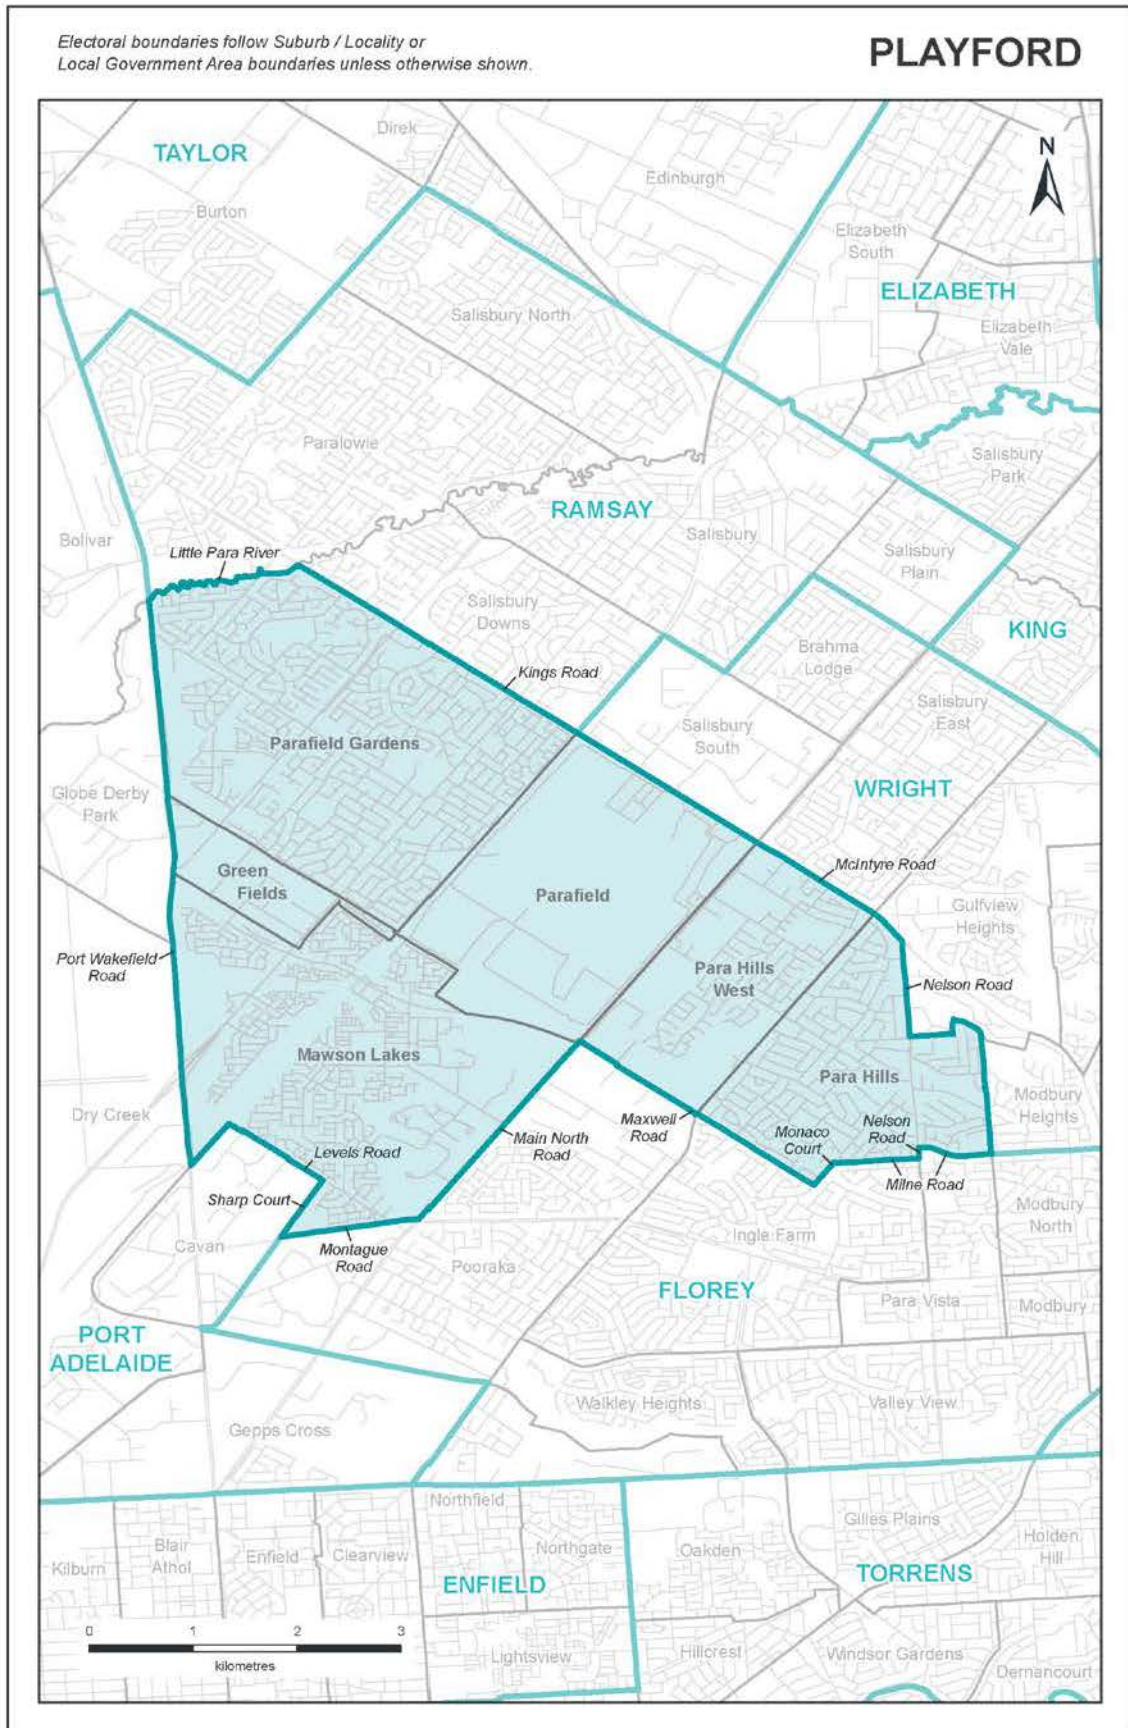 Electoral boundaries follow Suburb / Locality or
Local Government Area boundaries unless otherwise shown.
PLAYFORD
Direk
TAYLOR
N
Edinburgh
Burton
Elizabeth
South
ELIZABETH
Salisbury North
Elizabeth
Vale
Paralowie
Salisbury
Park
RAMSAY
Salisbury
Bolivar
Little Para River
Salisbury
Plain
Salisbury
Downs
KING
Brahma
Lodge
Kings Road
Salisbury
East
Salisbury
South
Parafield Gardens
Globe Derby
Park
WRIGHT
McIntyre Road
Green
Fields
Parafield
Gulfview
Heights
Port Wakefield
Road
Para Hills
West
Nelson Road
Mawson Lakes
Para Hills
Modbury
Heights
Dry Creek
Maxwell
Road
Nelson
Road
Monaco
Court
Main North
Road
Levels Road
Milne Road
Sharp Court
Modbury
North
Cavan
Montague
Road
Ingle Farm
Pooraka
FLOREY
Para Vista
Modbury
PORT
ADELAIDE
Walkley Heights
Valley View
Gepps Cross
Northfield
Gilles Plains
Holden
Hill
Blair
Athol
Kilburn
Enfield
Clearview
Northgate
Oakden
ENFIELD
TORRENS
0 1 2 3
kilometres
Lightsview
Hillcrest
Windsor Gardens
Dernancourt